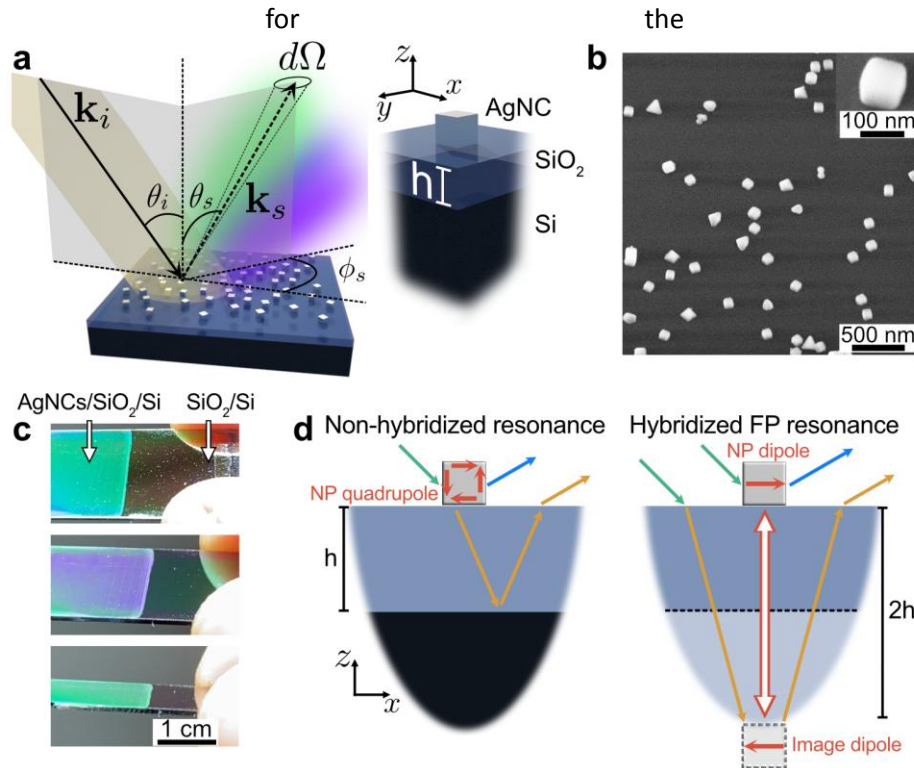 for the
a
dΩ
k_i
θ_i
θ_s
k_s
ϕ_s
z
y
x
AgNC
SiO₂
h
Si
b
100 nm
500 nm
c
AgNCs/SiO₂/Si
SiO₂/Si
1 cm
d
Non-hybridized resonance
NP quadrupole
h
z
x
Hybridized FP resonance
NP dipole
2h
Image dipole